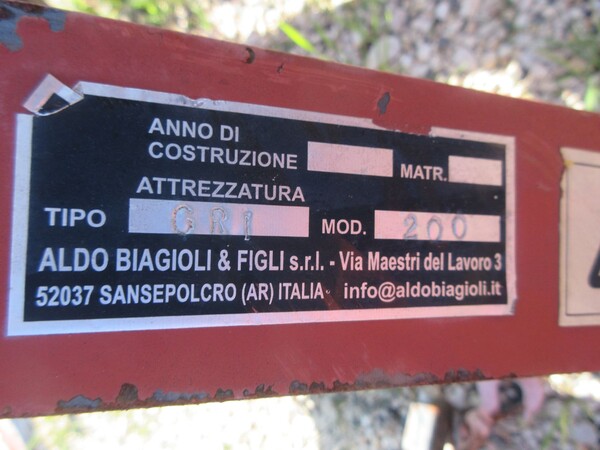 ANNO DI
COSTRUZIONE MATR.
ATTREZZATURA
TIPO GRI MOD. 200
ALDO BIAGIOLI & FIGLI s.r.l. - Via Maestri del Lavoro 3
52037 SANSEPOLCRO (AR) ITALIA info@aldobiagioli.it